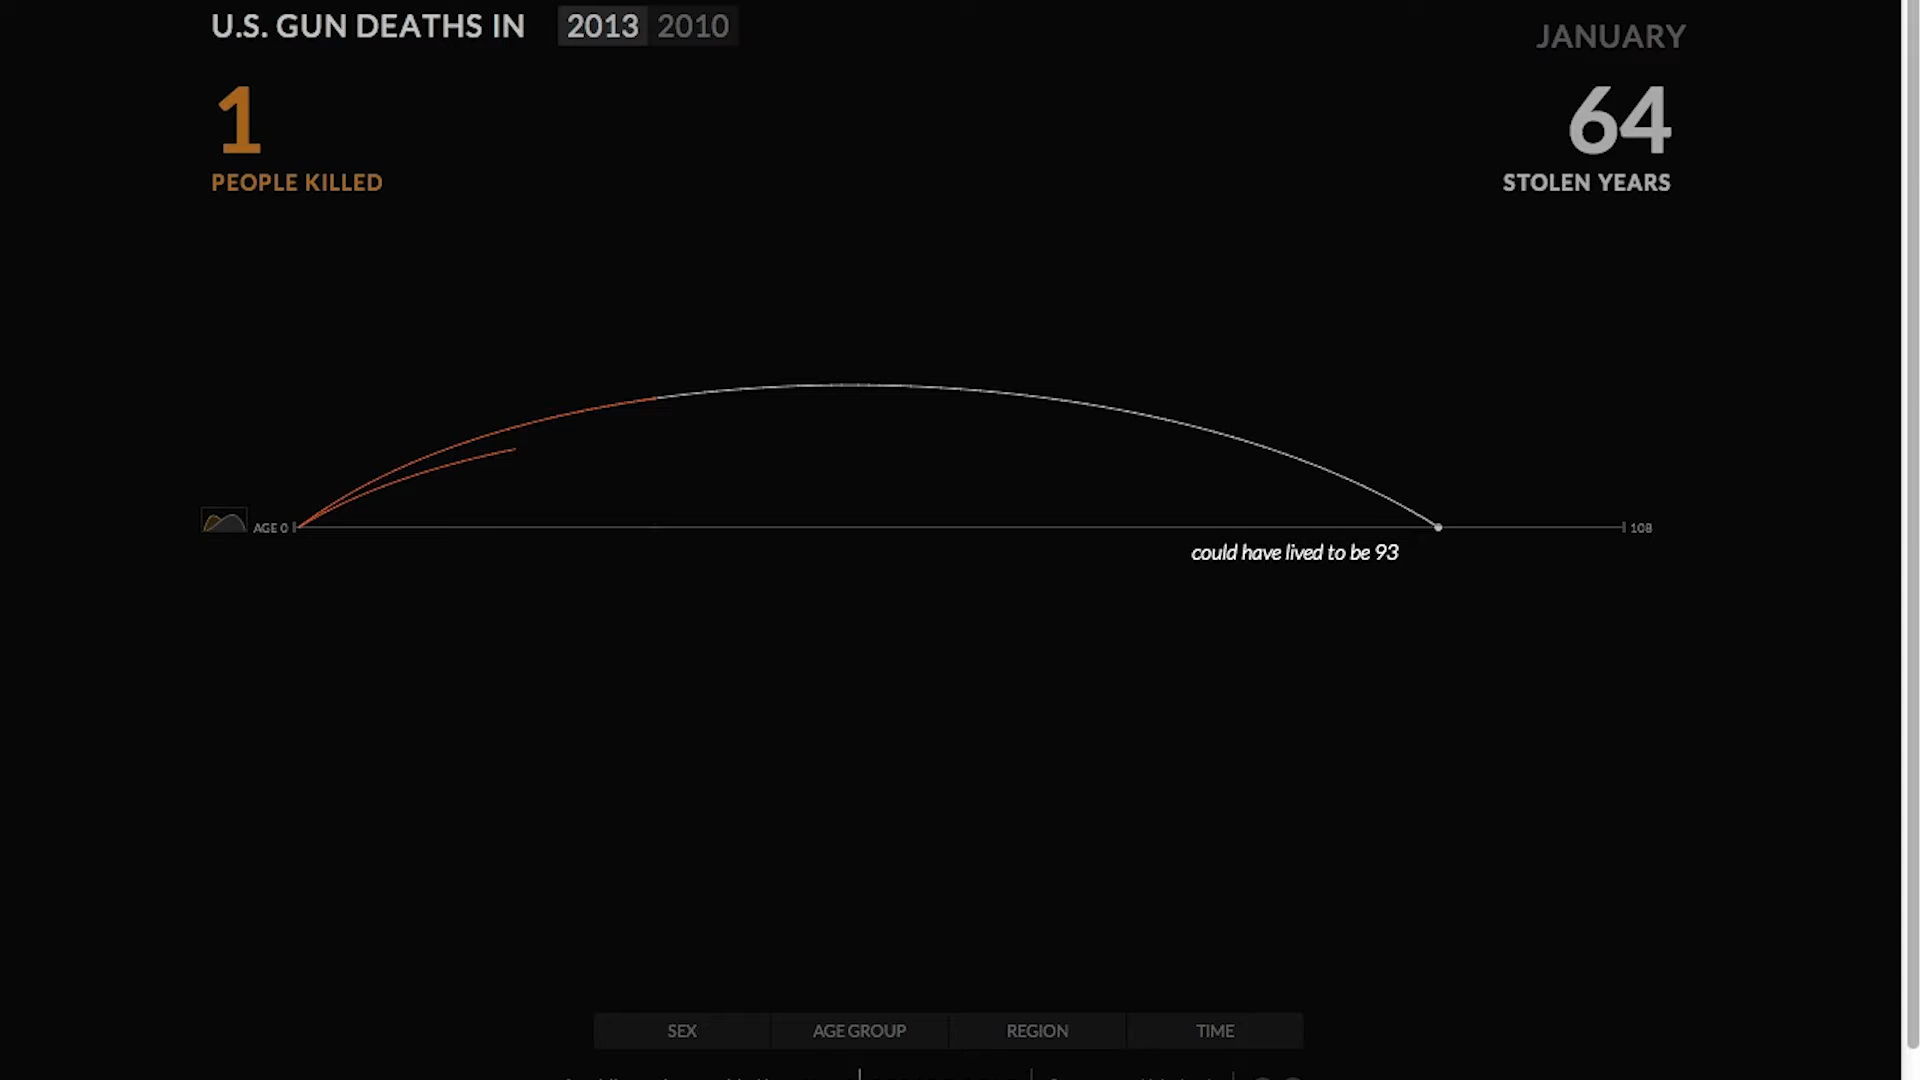 U.S. GUN DEATHS IN 2013 2010
JANUARY
1
PEOPLE KILLED
64
STOLEN YEARS
AGE 0
108
could have lived to be 93
SEX AGE GROUP REGION TIME